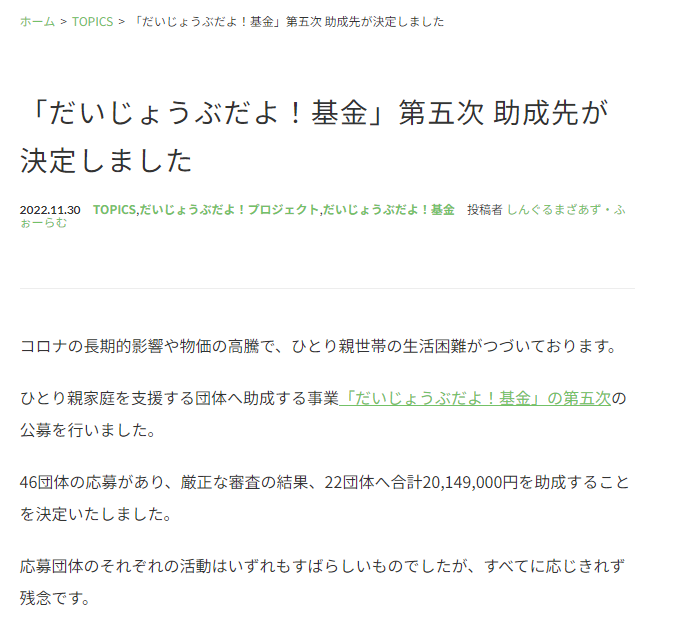 ホーム > TOPICS > 「だいじょうぶだよ！基金」第五次 助成先が決定しました
「だいじょうぶだよ！基金」第五次 助成先が
決定しました
2022.11.30 TOPICS,だいじょうぶだよ！プロジェクト,だいじょうぶだよ！基金 投稿者 しんぐるまざあず・ふ
ぉーらむ
コロナの長期的影響や物価の高騰で、ひとり親世帯の生活困難がつづいております。
ひとり親家庭を支援する団体へ助成する事業「だいじょうぶだよ！基金」の第五次の
公募を行いました。
46団体の応募があり、厳正な審査の結果、22団体へ合計20,149,000円を助成すること
を決定いたしました。
応募団体のそれぞれの活動はいずれもすばらしいものでしたが、すべてに応じきれず
残念です。